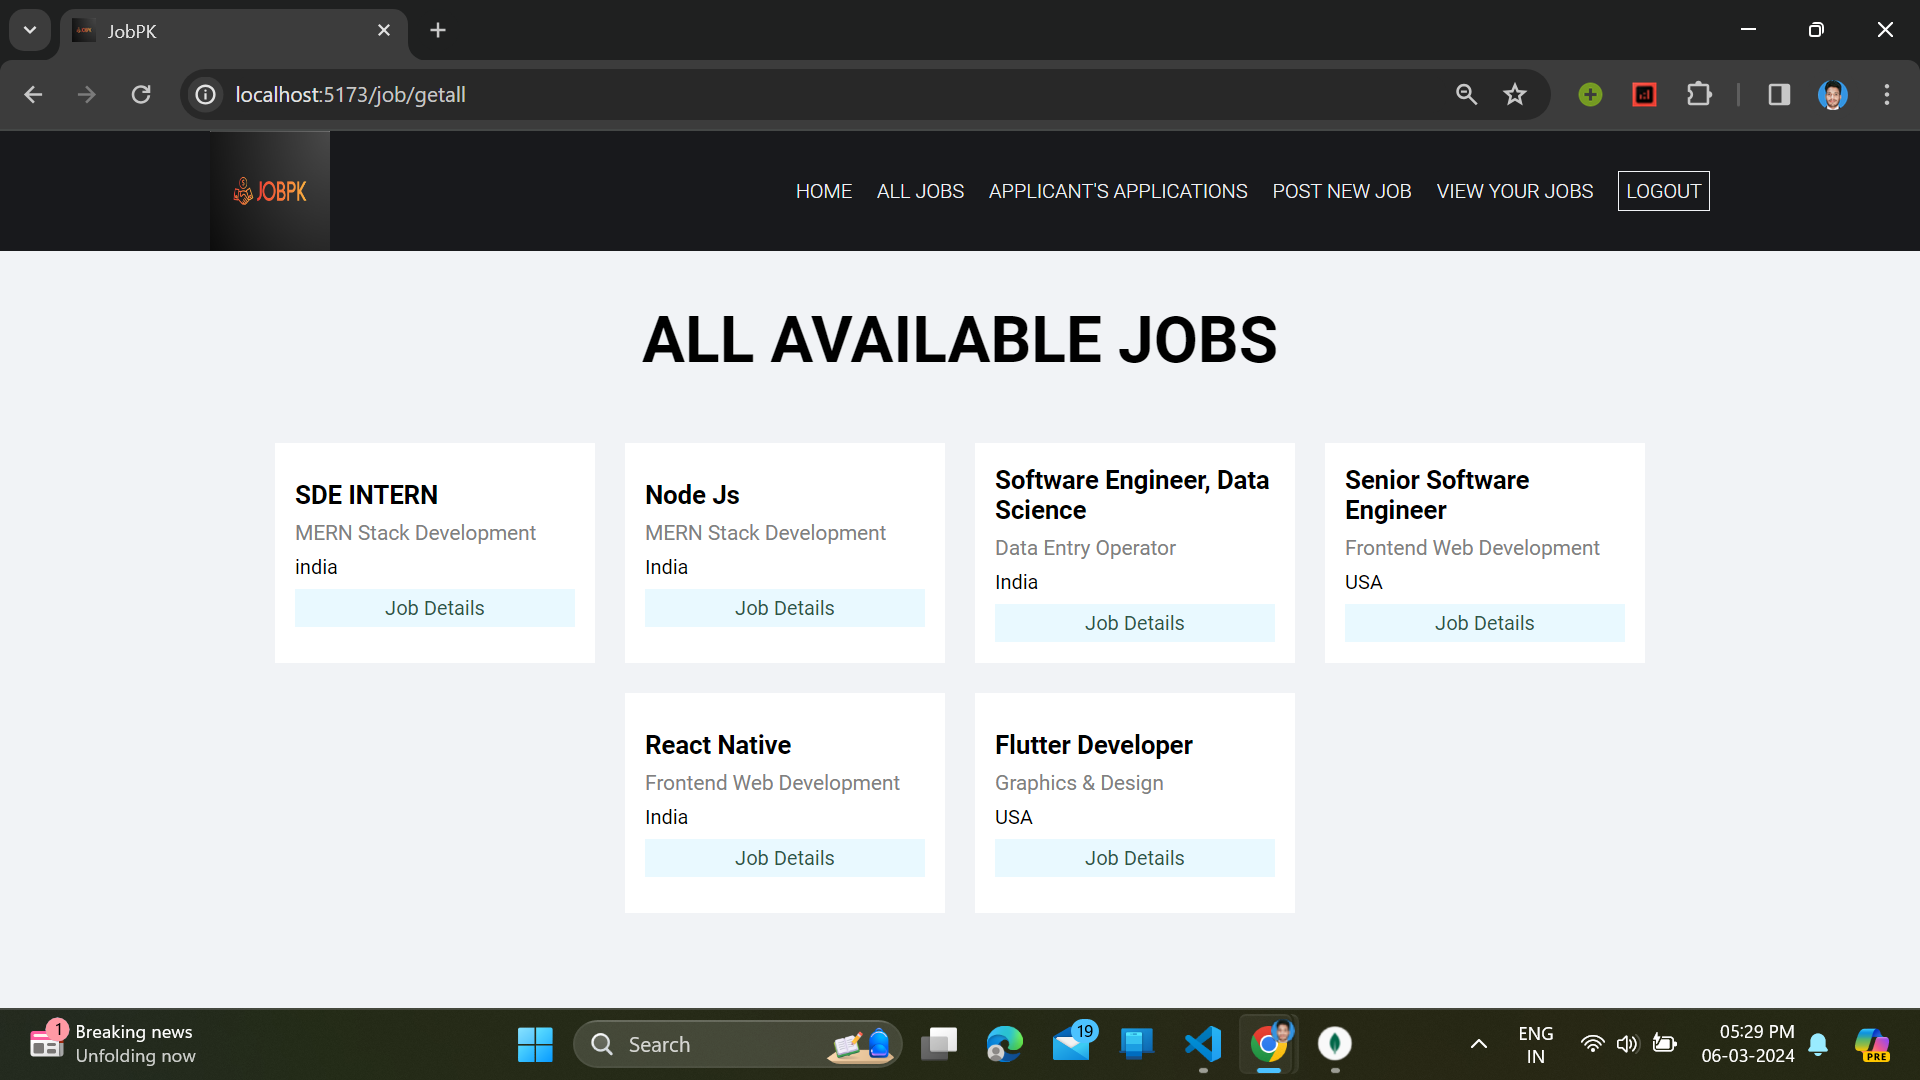 JobPK
localhost:5173/job/getall
JOBPK
HOME
ALL JOBS
APPLICANT'S APPLICATIONS
POST NEW JOB
VIEW YOUR JOBS
LOGOUT
ALL AVAILABLE JOBS
SDE INTERN
MERN Stack Development
india
Job Details
Node Js
MERN Stack Development
India
Job Details
Software Engineer, Data
Science
Data Entry Operator
India
Job Details
Senior Software
Engineer
Frontend Web Development
USA
Job Details
React Native
Frontend Web Development
India
Job Details
Flutter Developer
Graphics & Design
USA
Job Details
1
Breaking news
Unfolding now
Search
19
ENG
IN
05:29 PM
06-03-2024
PRE